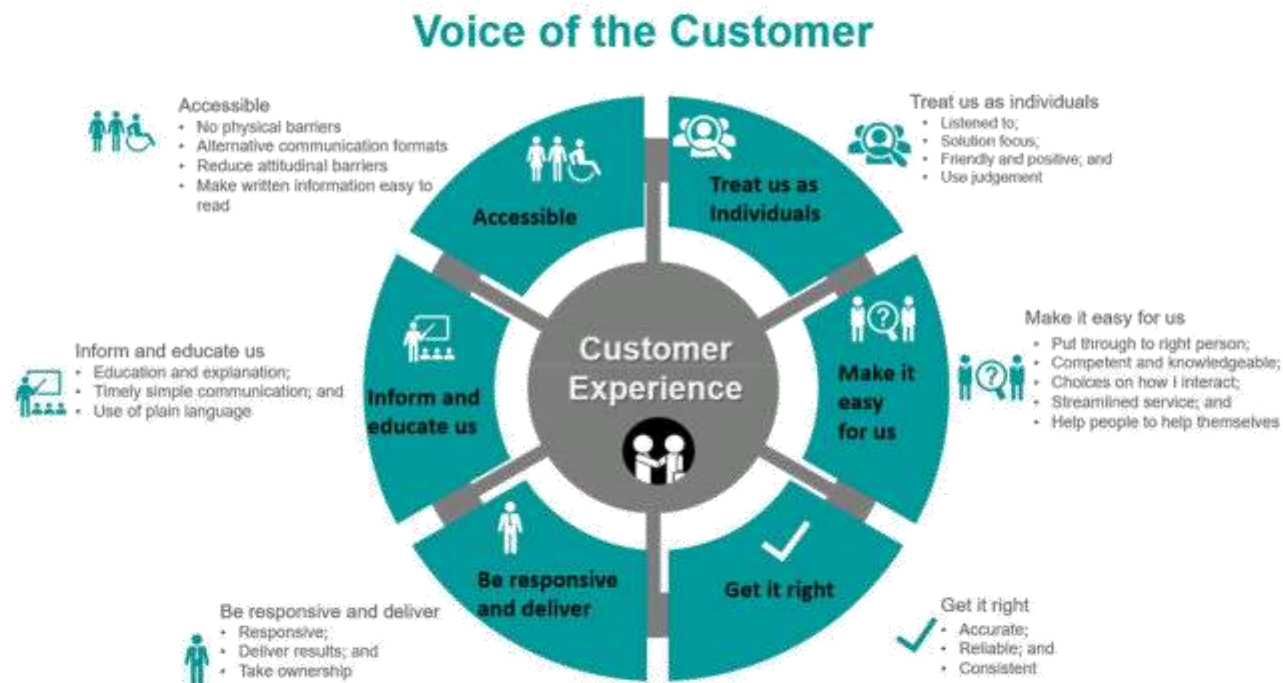 Voice of the Customer
Accessible
• No physical barriers
• Alternative communication formats
• Reduce attitudinal barriers
• Make written information easy to
read
Treat us as individuals
• Listened to;
• Solution focus;
• Friendly and positive; and
• Use judgement
Accessible
Treat us as
Individuals
Inform and educate us
• Education and explanation;
• Timely simple communication; and
• Use of plain language
Inform and
educate us
Customer
Experience
Make it
easy
for us
?
Make it easy for us
• Put through to right person;
• Competent and knowledgeable;
• Choices on how I interact;
• Streamlined service; and
• Help people to help themselves
?
Be responsive
and deliver
Get it right
Be responsive and deliver
• Responsive;
• Deliver results; and
• Take ownership
Get it right
• Accurate;
• Reliable; and
• Consistent